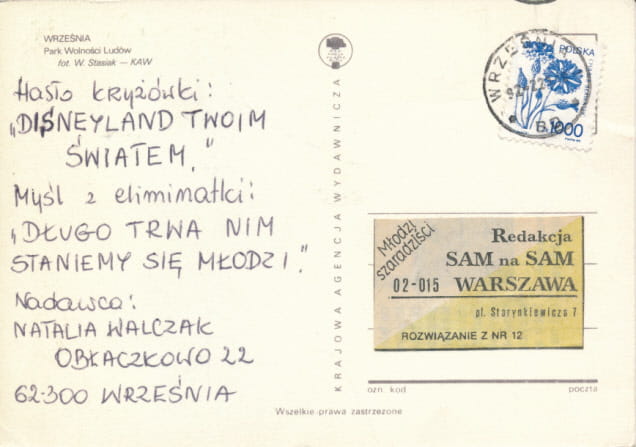 WRZEŚNIA
Park Wolności Ludów
fot. W. Stasiak — KAW
Hasło krzyżówki:
„DISNEYLAND TWOIM
ŚWIATEM."
Myśl z eliminatki:
„DŁUGO TRWA NIM
STANIEMY SIĘ MŁODZI."
Nadawca:
NATALIA WALCZAK
OBŁACZKOWO 22
62-300 WRZEŚNIA
KRAJOWA AGENCJA WYDAWNICZA
WRZEŚNIA
POLSKA
1000
Młodzi
szaradziści
Redakcja
SAM na SAM
02-015 WARSZAWA
pl. Starynkiewicza 7
ROZWIĄZANIE Z NR 12
ozn. kod
poczta
Wszelkie prawa zastrzeżone